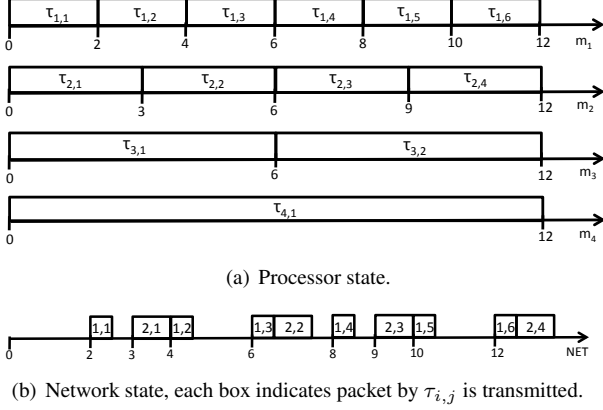 τ1,1 τ1,2 τ1,3 τ1,4 τ1,5 τ1,6
0 2 4 6 8 10 12 m1
τ2,1 τ2,2 τ2,3 τ2,4
0 3 6 9 12 m2
τ3,1 τ3,2
0 6 12 m3
τ4,1
0 12 m4
(a) Processor state.
1,1 2,1 1,2 1,3 2,2 1,4 2,3 1,5 1,6 2,4
0 2 3 4 6 8 9 10 12 NET
(b) Network state, each box indicates packet by τi,j is transmitted.